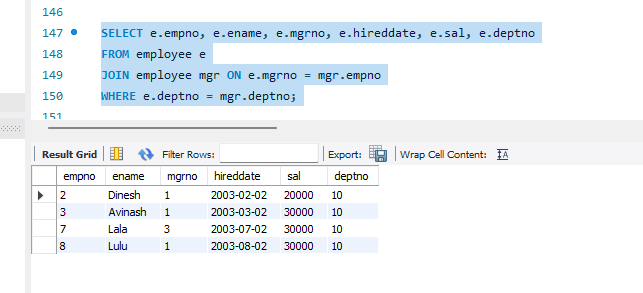 146
147 SELECT e.empno, e.ename, e.mgrno, e.hireddate, e.sal, e.deptno
148 FROM employee e
149 JOIN employee mgr ON e.mgrno = mgr.empno
150 WHERE e.deptno = mgr.deptno;
151
Result Grid Filter Rows: Export: Wrap Cell Content:
empno ename mgrno hireddate sal deptno
2 Dinesh 1 2003-02-02 20000 10
3 Avinash 1 2003-03-02 30000 10
7 Lala 3 2003-07-02 30000 10
8 Lulu 1 2003-08-02 30000 10